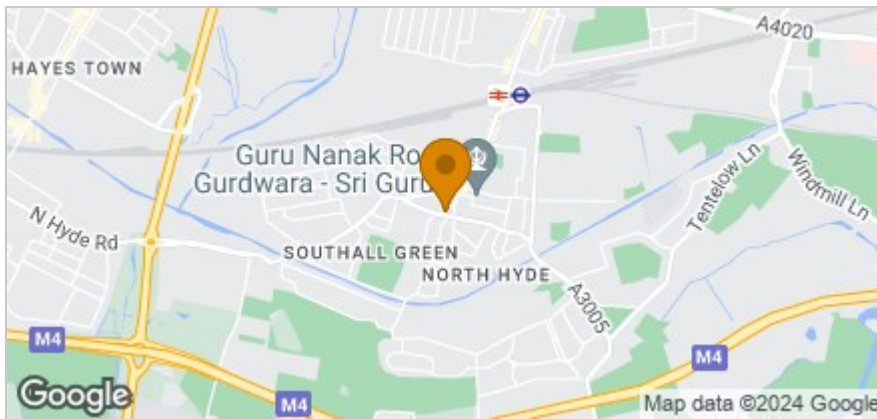 A4020
HAYES TOWN
Guru Nanak Ro
Gurdwara - Sri Guru
Tentelow Ln
Windmill Ln
N Hyde Rd
SOUTHALL GREEN
NORTH HYDE
A3005
M4
M4
M4
Google
Map data ©2024 Google